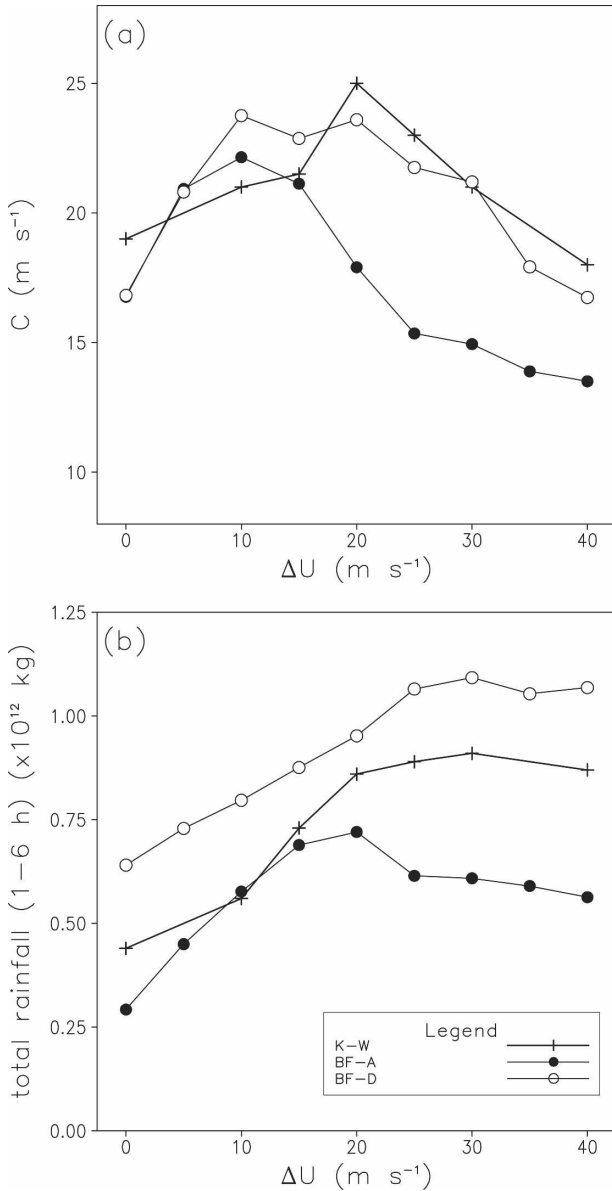 (a)
25
20
15
10
C (m s⁻¹)
0 10 20 30 40
ΔU (m s⁻¹)
(b)
1.25
1.00
0.75
0.50
0.25
0.00
total rainfall (1−6 h) (x10¹² kg)
Legend
K−W
BF−A
BF−D
0 10 20 30 40
ΔU (m s⁻¹)